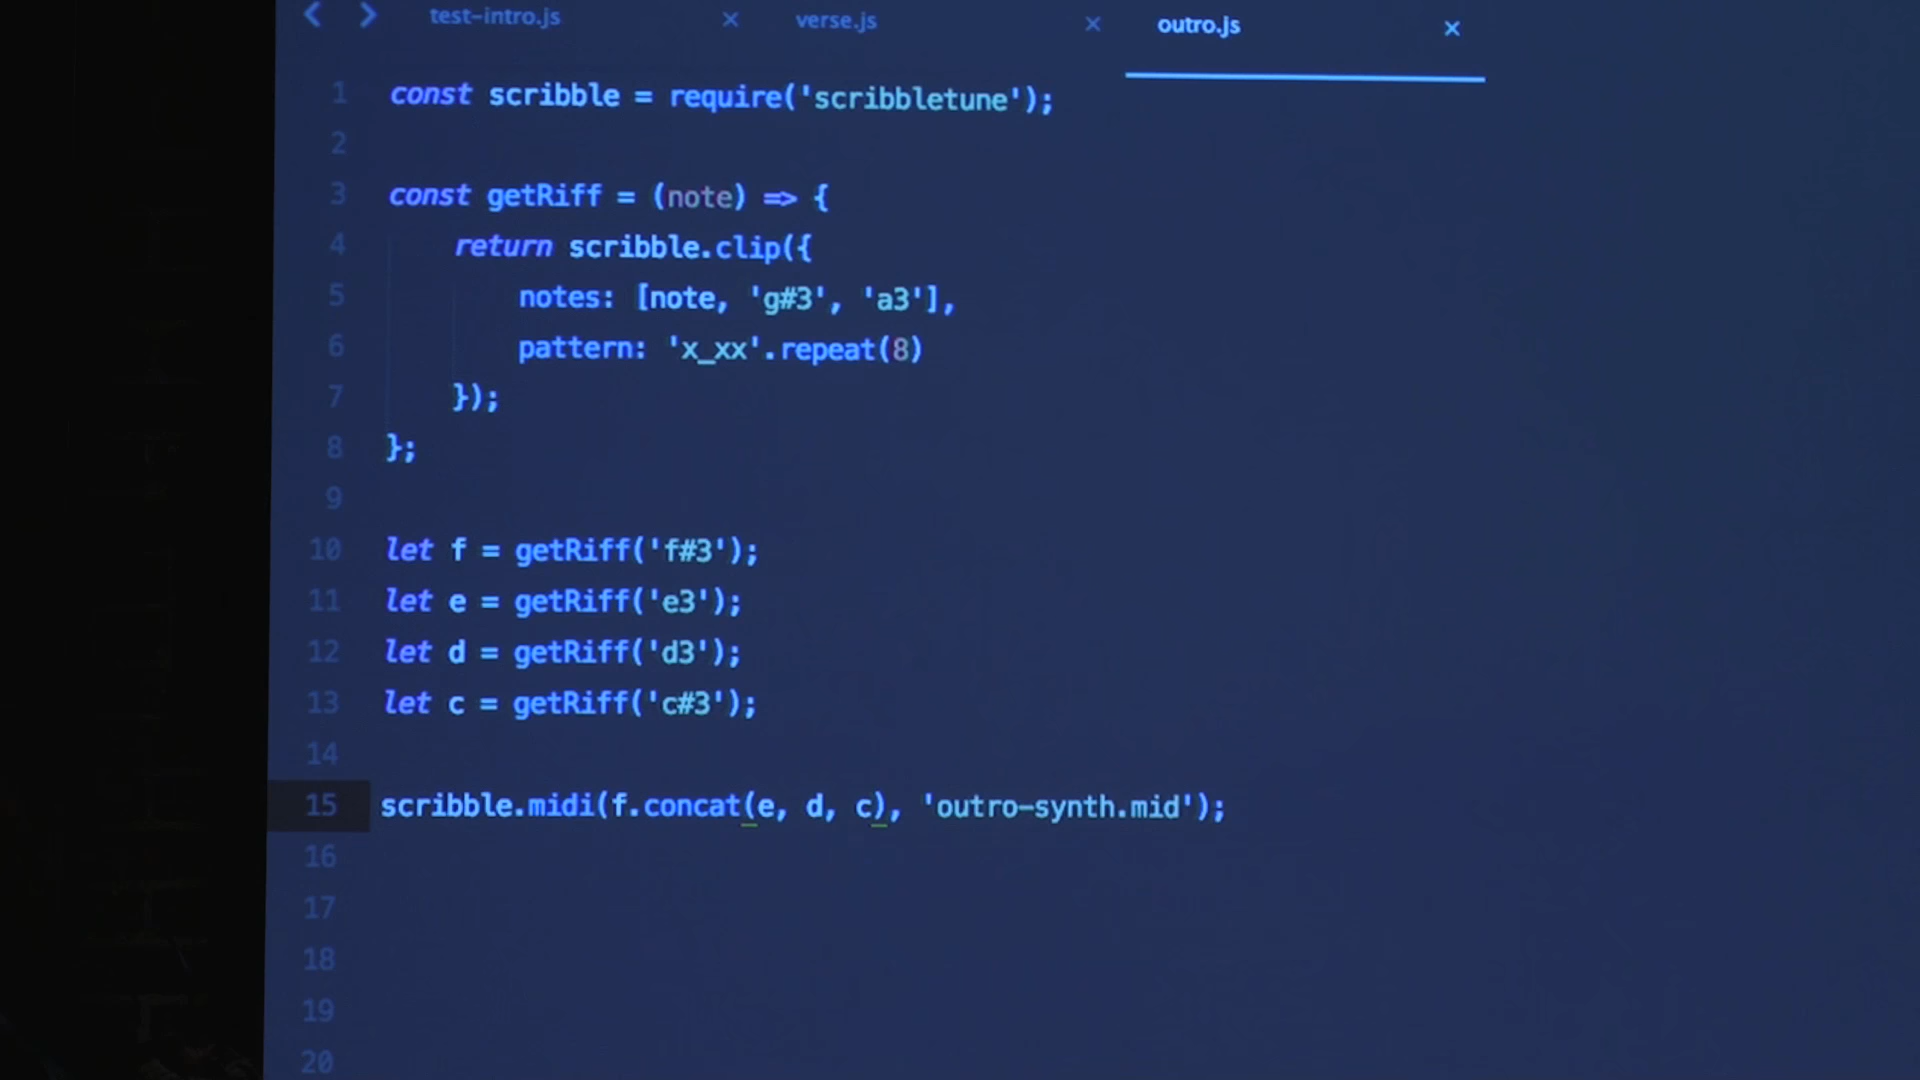 test-intro.js × verse.js × outro.js ×
1 const scribble = require('scribbletune');
2
3 const getRiff = (note) => {
4 return scribble.clip({
5 notes: [note, 'g#3', 'a3'],
6 pattern: 'x_xx'.repeat(8)
7 });
8 };
9
10 let f = getRiff('f#3');
11 let e = getRiff('e3');
12 let d = getRiff('d3');
13 let c = getRiff('c#3');
14
15 scribble.midi(f.concat(e, d, c), 'outro-synth.mid');
16
17
18
19
20